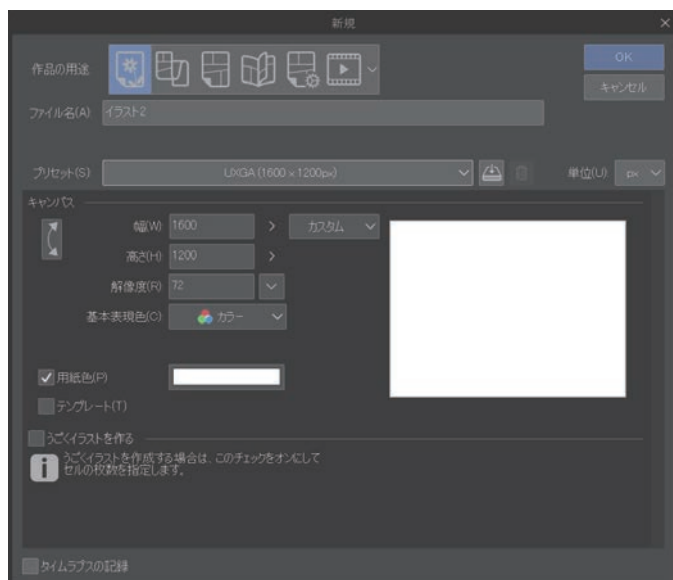 新規
作品の用途
OK
キャンセル
ファイル名(A) イラスト2
プリセット(S) UXGA (1600 x 1200px) 単位(U) px
キャンバス
幅(W) 1600 カスタム
高さ(H) 1200
解像度(R) 72
基本表現色(C) カラー
用紙色(P)
テンプレート(T)
うごくイラストを作る
うごくイラストを作成する場合は、このチェックをオンにして
セルの枚数を指定します。
タイムラプスの記録